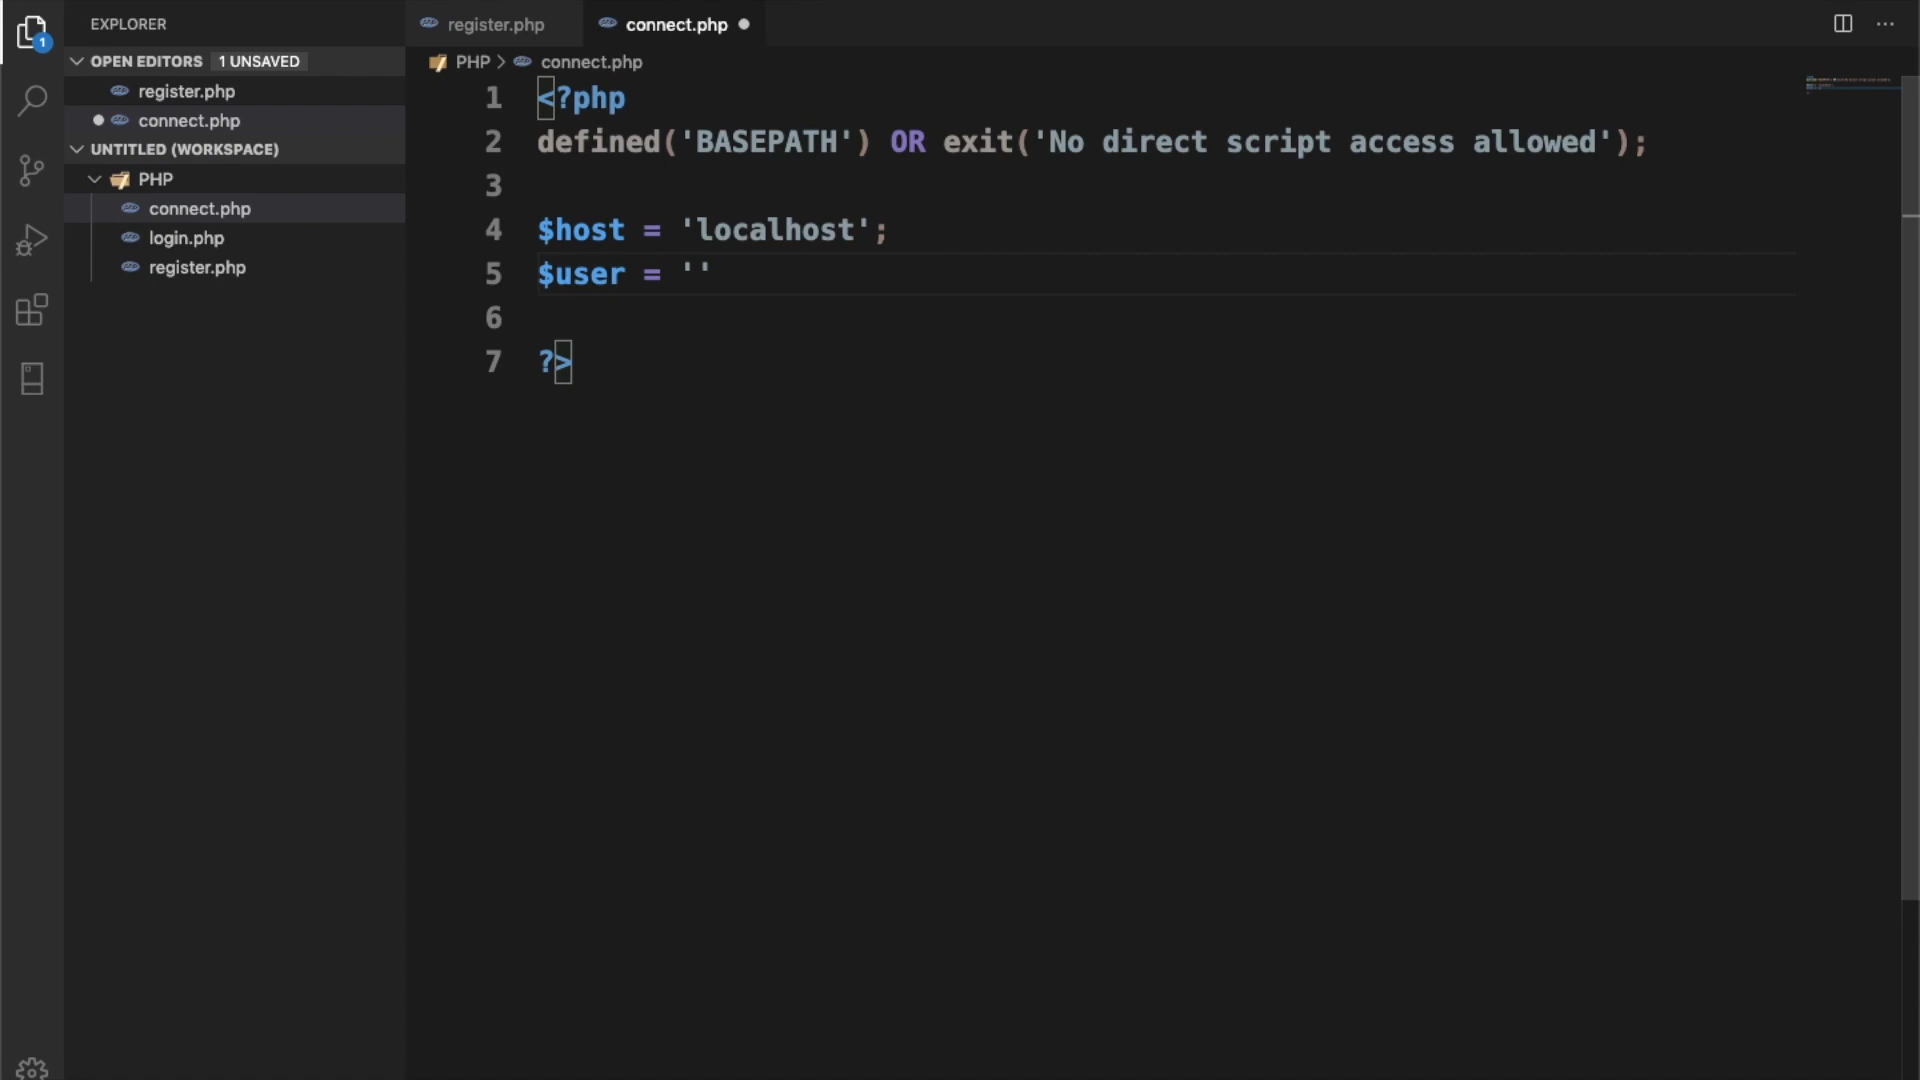 EXPLORER
register.php
connect.php
OPEN EDITORS 1 UNSAVED
register.php
connect.php
UNTITLED (WORKSPACE)
PHP
connect.php
login.php
register.php
1
PHP > connect.php
1 <?php
2 defined('BASEPATH') OR exit('No direct script access allowed');
3
4 $host = 'localhost';
5 $user = ''
6
7 ?>